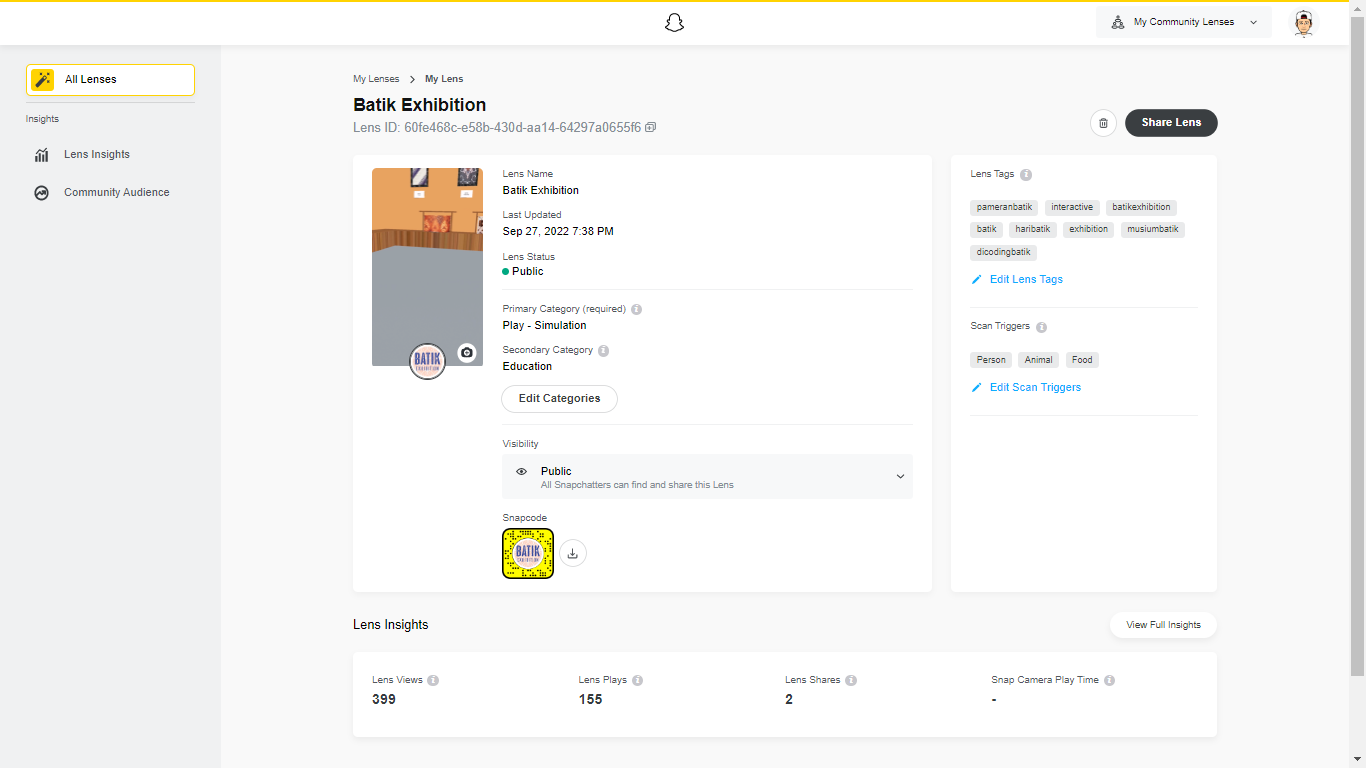 My Community Lenses
All Lenses
Insights
Lens Insights
Community Audience
My Lenses > My Lens
Batik Exhibition
Lens ID: 60fe468c-e58b-430d-aa14-64297a0655f6
Share Lens
BATIK
EXHIBITION
Lens Name
Batik Exhibition
Last Updated
Sep 27, 2022 7:38 PM
Lens Status
Public
Primary Category (required)
Play - Simulation
Secondary Category
Education
Edit Categories
Visibility
Public
All Snapchatters can find and share this Lens
Snapcode
BATIK
EXHIBITION
Lens Tags
pameranbatik interactive batikexhibition
batik haribatik exhibition musiumbatik
dicodingbatik
Edit Lens Tags
Scan Triggers
Person Animal Food
Edit Scan Triggers
Lens Insights
View Full Insights
Lens Views Lens Plays Lens Shares Snap Camera Play Time
399 155 2 -